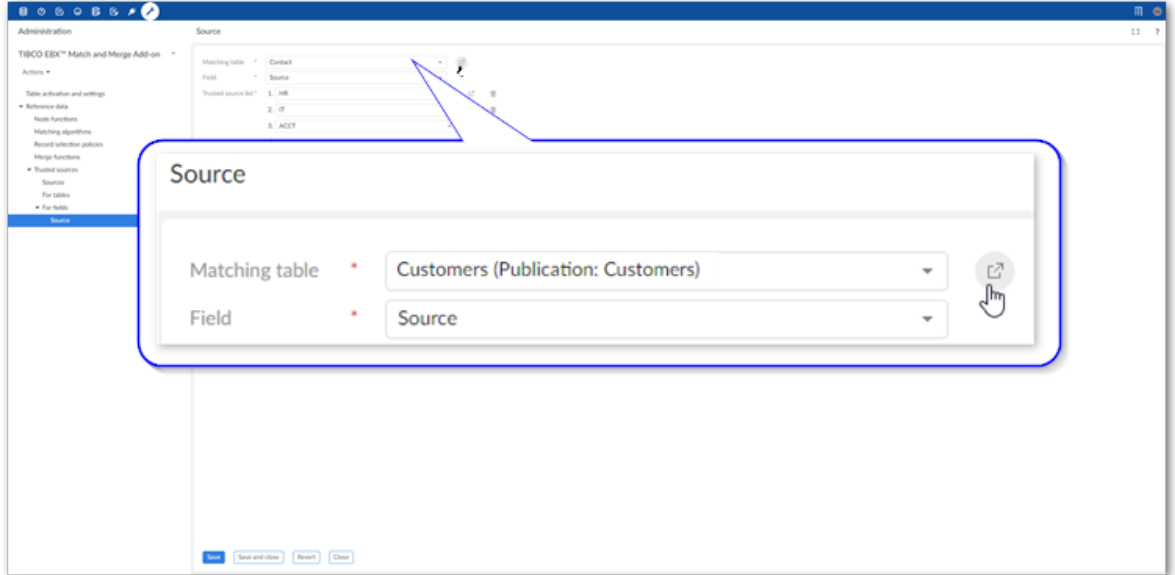 Administration
Source
?
TIBCO EBX™ Match and Merge Add-on
Actions
Table activation and settings
Reference data
Node functions
Matching algorithms
Record selection policies
Merge functions
Trusted sources
Sources
For tables
For fields
Source
Matching table * Contact
Field * Source
Trusted source list * 1. HR
2. IT
3. ACCT
Source
Matching table * Customers (Publication: Customers)
Field * Source
Save Save and close Revert Close